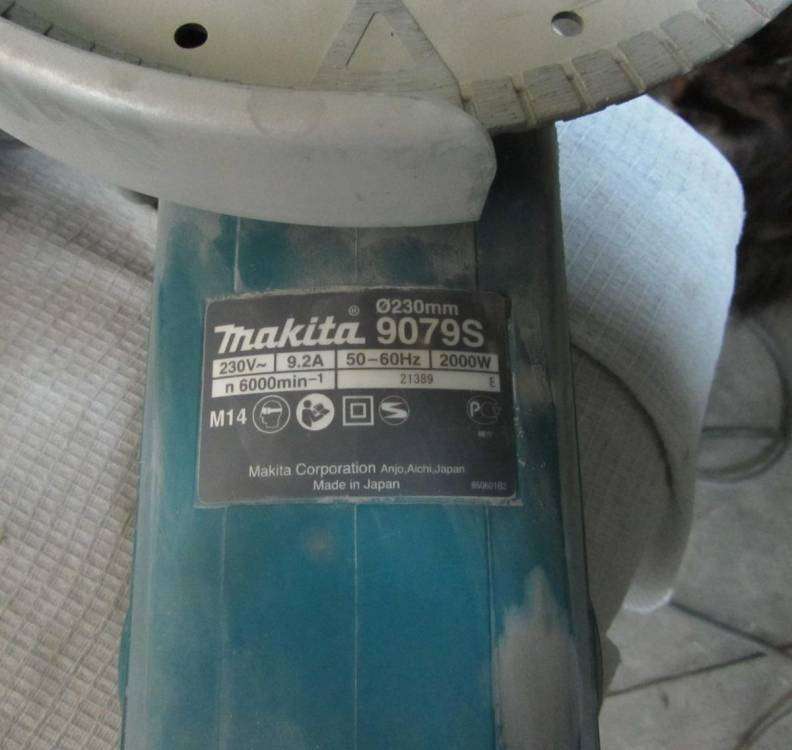 Ø230mm
makita® 9079S
230V~ 9.2A 50-60Hz 2000W
n 6000min-1 21389 E
M14
Makita Corporation Anjo,Aichi,Japan
Made in Japan